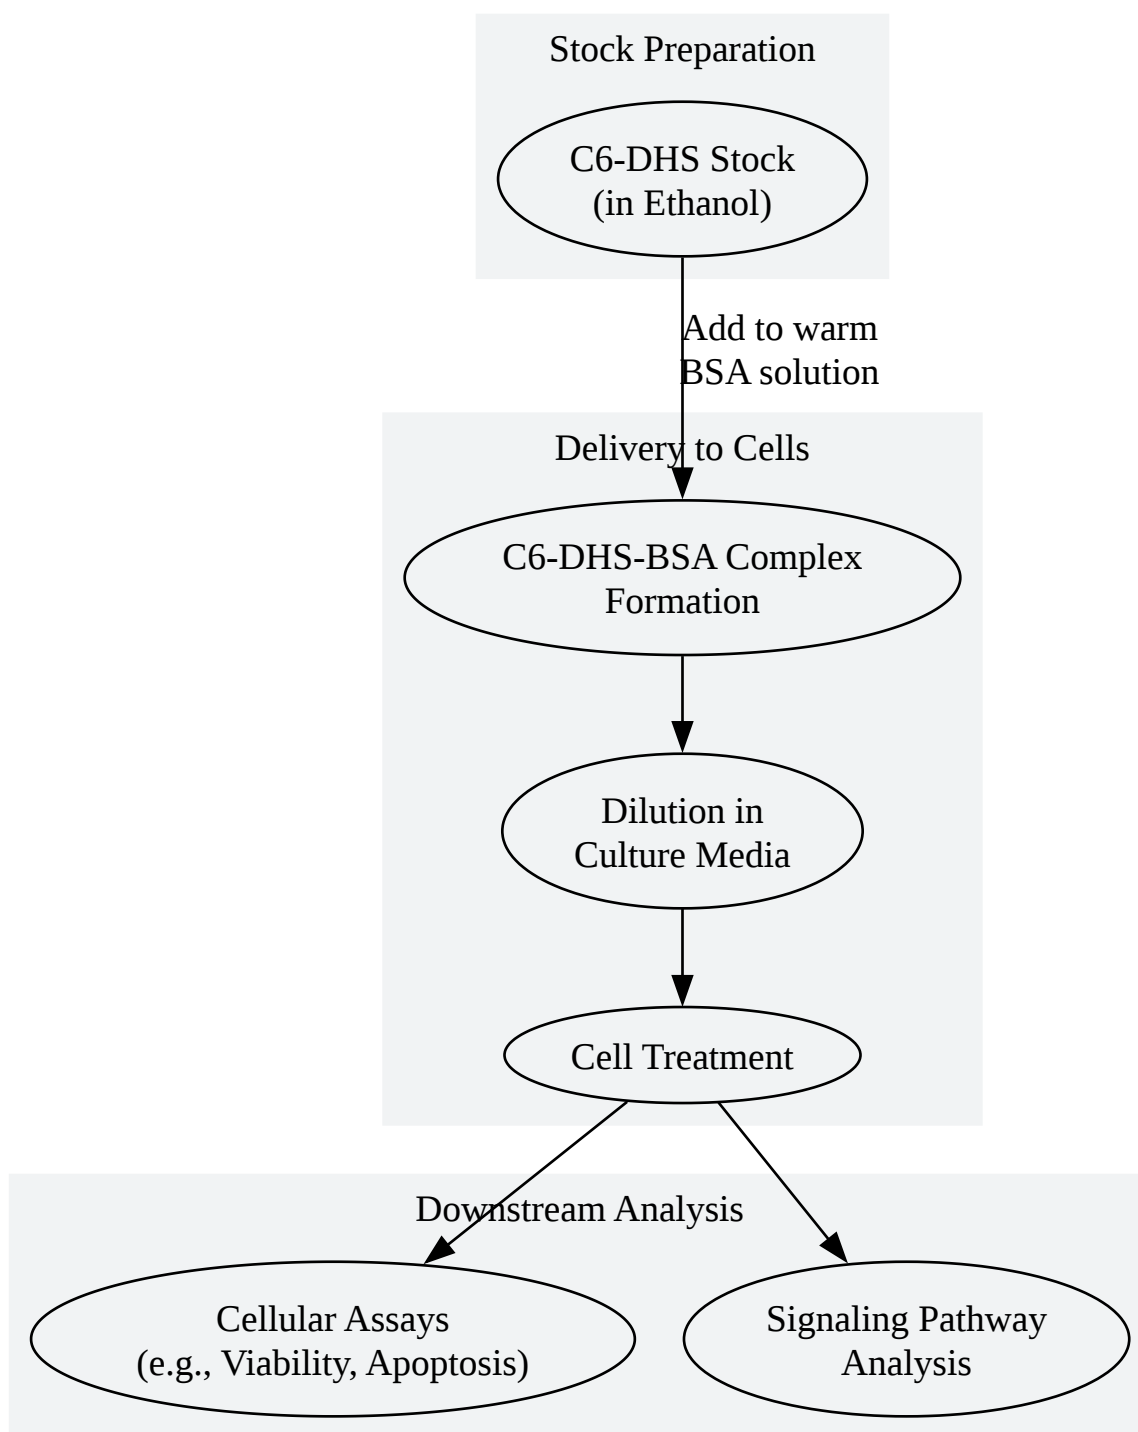 Stock Preparation
C6-DHS Stock
(in Ethanol)
Add to warm
BSA solution
Delivery to Cells
C6-DHS-BSA Complex
Formation
Dilution in
Culture Media
Cell Treatment
Downstream Analysis
Cellular Assays
(e.g., Viability, Apoptosis)
Signaling Pathway
Analysis